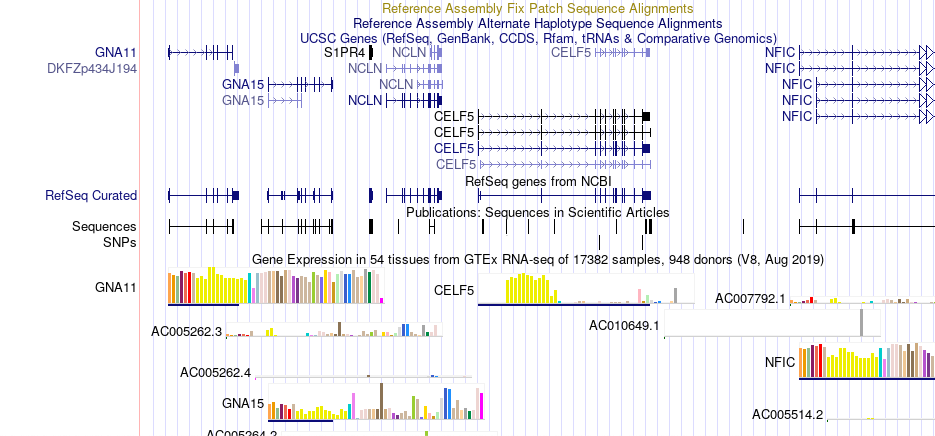 Reference Assembly Fix Patch Sequence Alignments
Reference Assembly Alternate Haplotype Sequence Alignments
UCSC Genes (RefSeq, GenBank, CCDS, Rfam, tRNAs & Comparative Genomics)
GNA11 S1PR4 NCLN CELF5 NFIC
DKFZp434J194 NCLN NFIC
GNA15 NCLN NFIC
GNA15 NCLN NFIC
CELF5 NFIC
CELF5
CELF5
CELF5
RefSeq genes from NCBI
RefSeq Curated
Publications: Sequences in Scientific Articles
Sequences
SNPs
Gene Expression in 54 tissues from GTEx RNA-seq of 17382 samples, 948 donors (V8, Aug 2019)
GNA11 CELF5 AC007792.1
AC005262.3 AC010649.1
NFIC
AC005262.4
GNA15 AC005514.2
AC005264.2